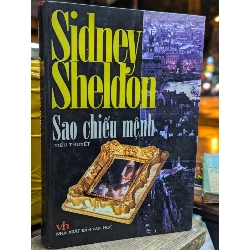 Sidney
Sheldon
Sao chiếu mệnh
TIỂU THUYẾT
vh
NHÀ XUẤT BẢN VĂN HỌC